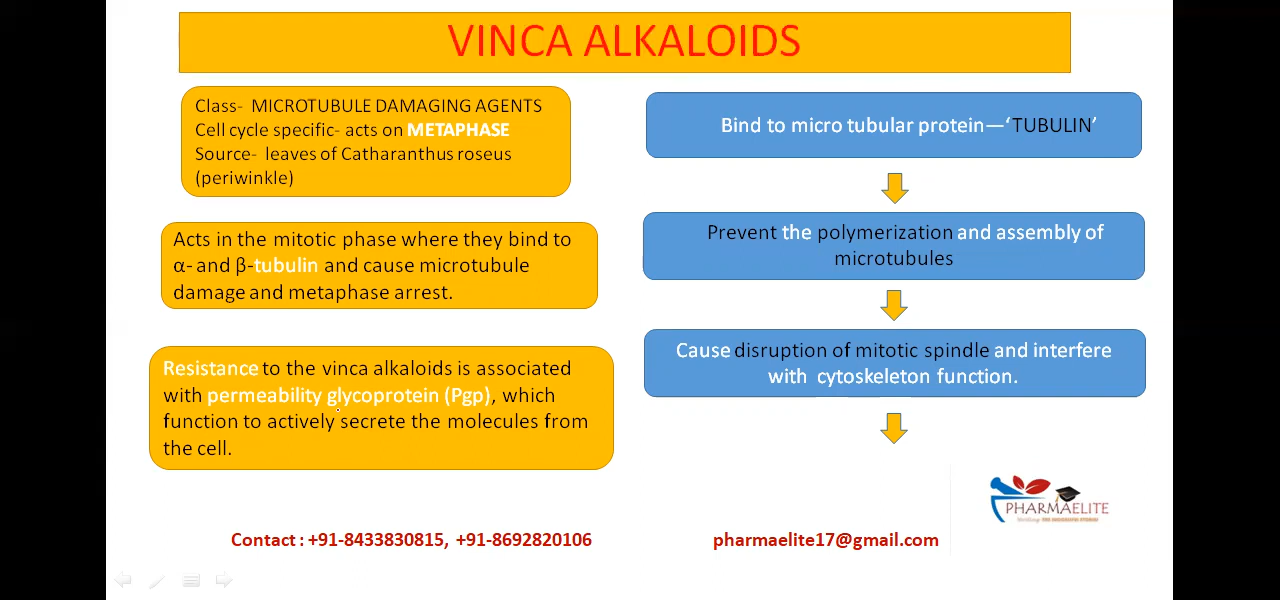 VINCA ALKALOIDS
Class- MICROTUBULE DAMAGING AGENTS
Cell cycle specific- acts on METAPHASE
Source- leaves of Catharanthus roseus
(periwinkle)
Acts in the mitotic phase where they bind to
α- and β-tubulin and cause microtubule
damage and metaphase arrest.
Resistance to the vinca alkaloids is associated
with permeability glycoprotein (Pgp), which
function to actively secrete the molecules from
the cell.
Bind to micro tubular protein—‘TUBULIN’
Prevent the polymerization and assembly of
microtubules
Cause disruption of mitotic spindle and interfere
with cytoskeleton function.
PHARMAELITE
Contact : +91-8433830815, +91-8692820106
pharmaelite17@gmail.com